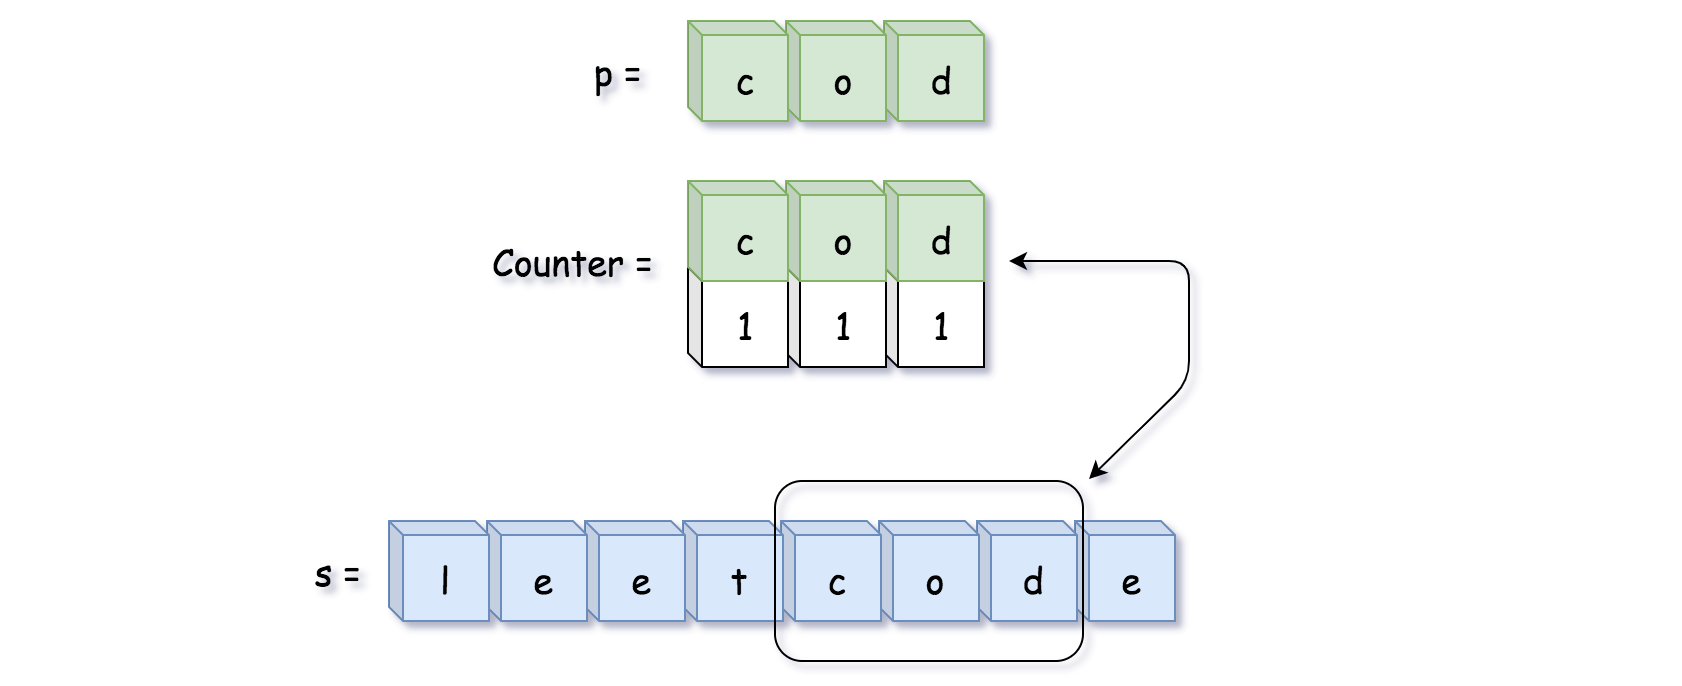 p = c o d
Counter = c o d
1 1 1
s = l e e t c o d e